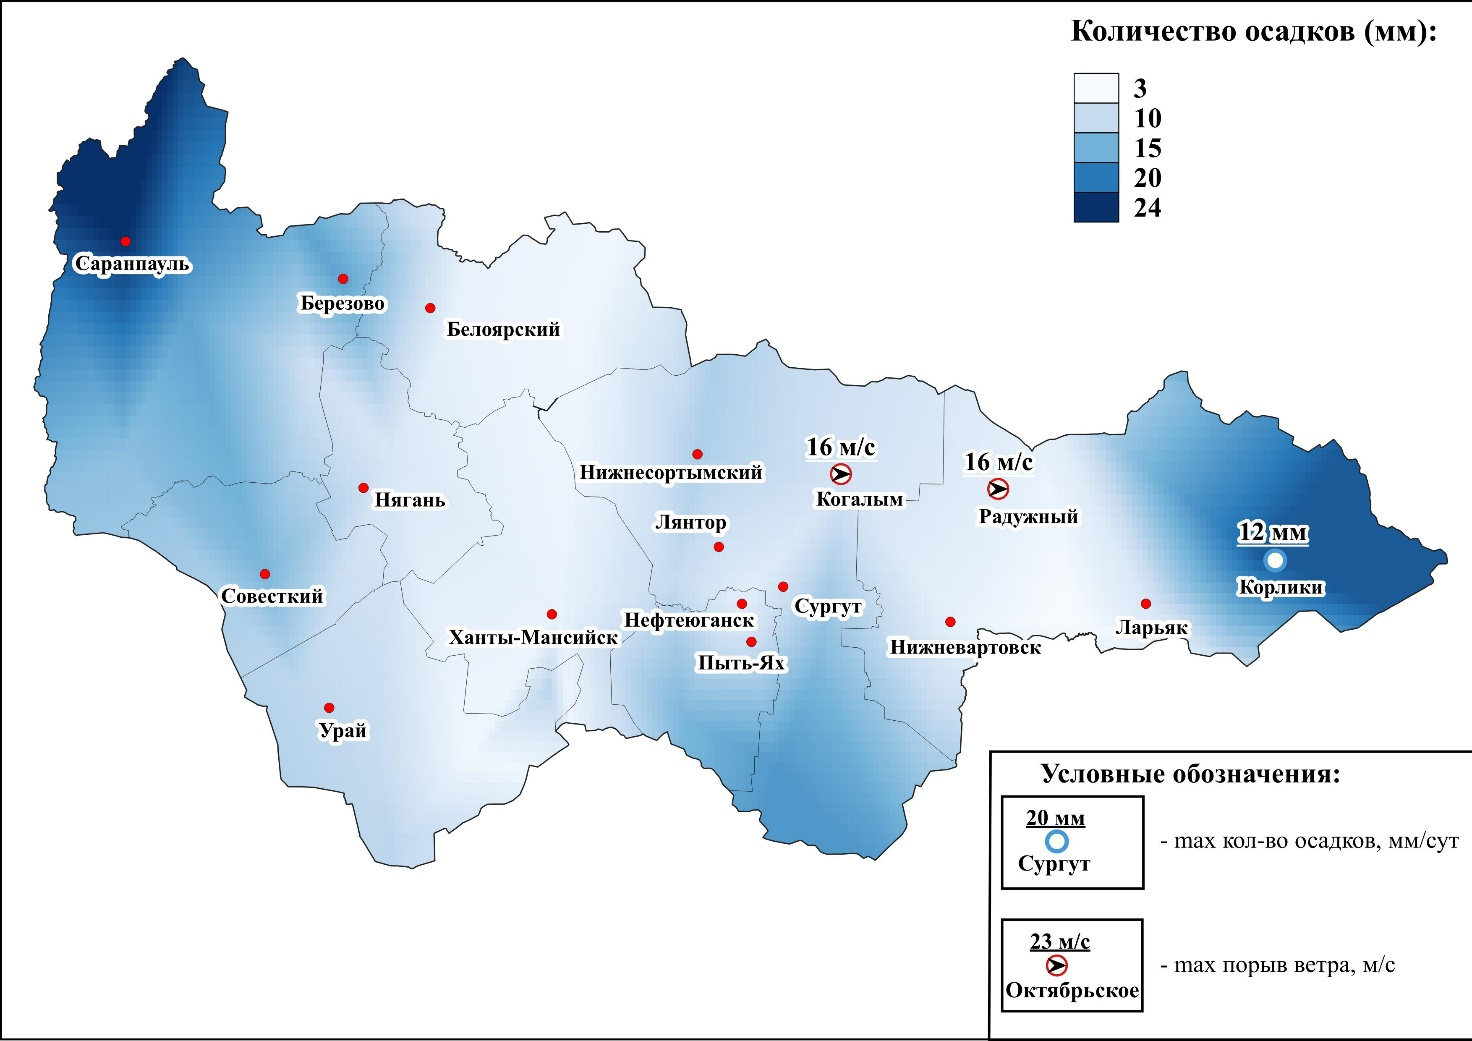 Количество осадков (мм):
3
10
15
20
24
Саранпауль
Березово
Белоярский
16 м/с
Когалым
16 м/с
Радужный
Нижнесортымский
Нягань
Лянтор
12 мм
Корлики
Совесткий
Сургут
Нефтеюганск
Ханты-Мансийск
Ларьяк
Нижневартовск
Пыть-Ях
Урай
Условные обозначения:
20 мм
Сургут
- max кол-во осадков, мм/сут
23 м/с
Октябрьское
- max порыв ветра, м/с